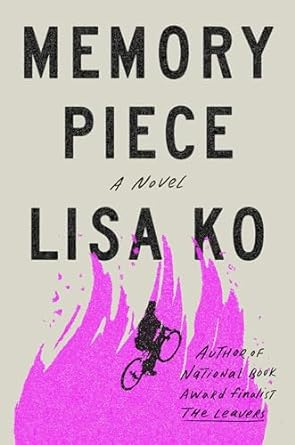 MEMORY
PIECE
A Novel
LISA KO
AUTHOR OF
NATIONAL BOOK
AWARD finalist
THE LEAVERS